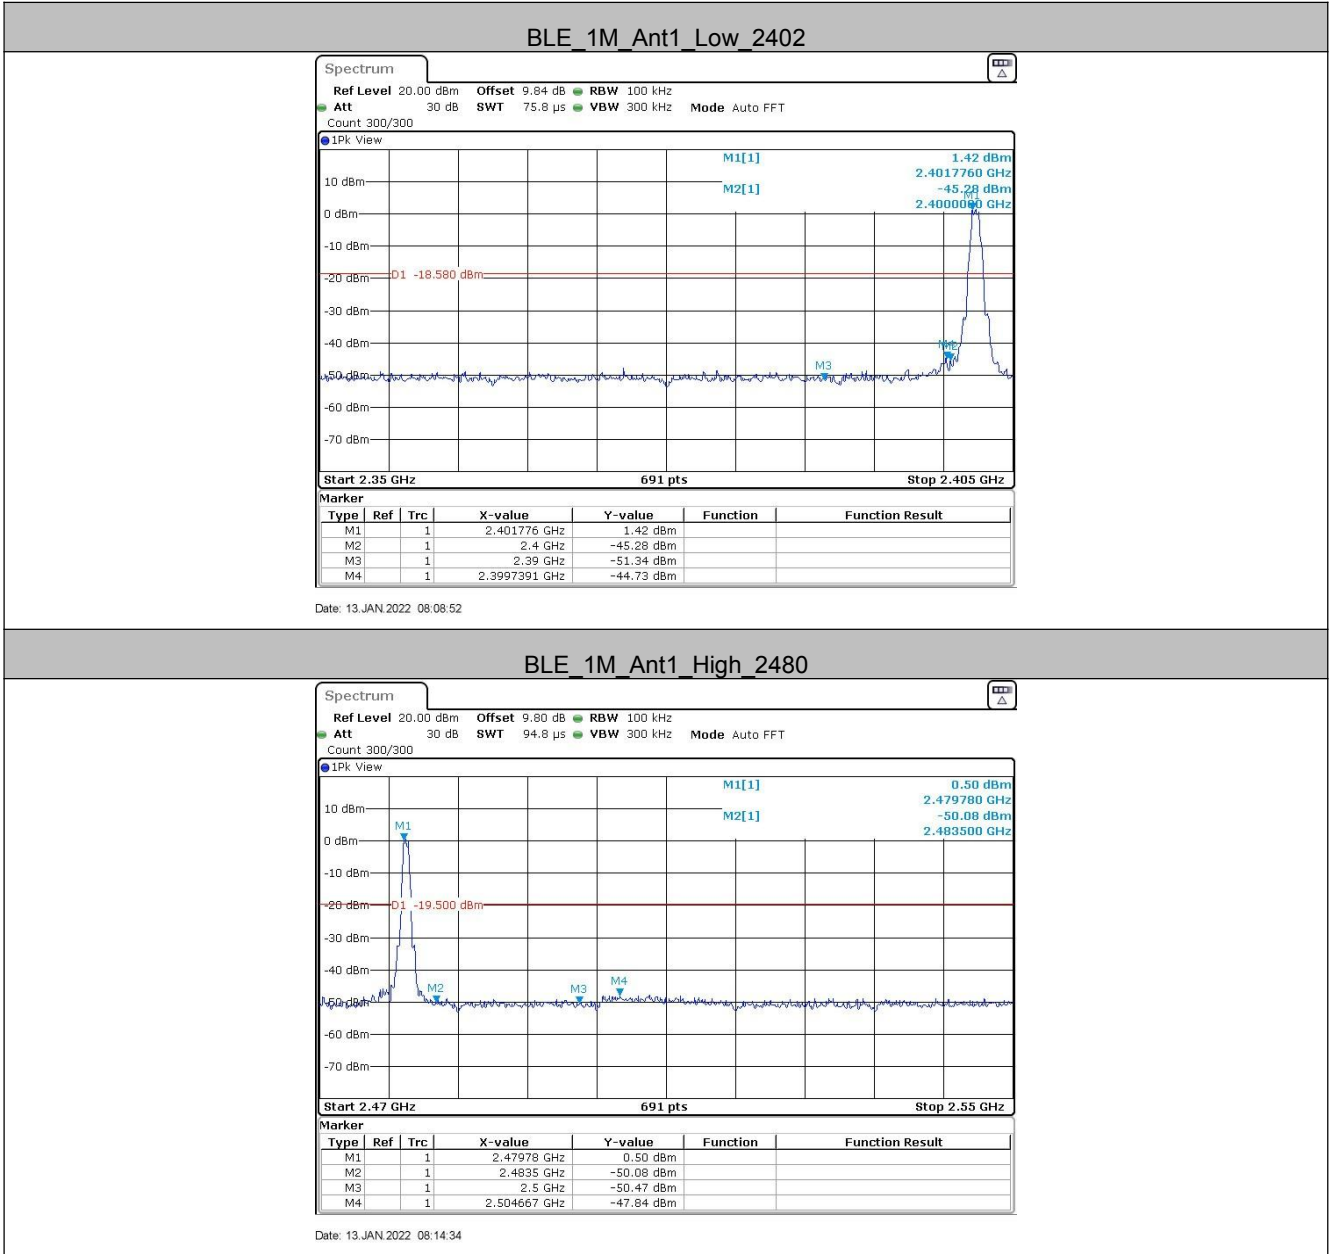 BLE_1M_Ant1_Low_2402
Spectrum
Ref Level 20.00 dBm Offset 9.84 dB RBW 100 kHz
Att 30 dB SWT 75.8 µs VBW 300 kHz Mode Auto FFT
Count 300/300
1Pk View
M1[1] 1.42 dBm
2.4017760 GHz
M2[1] -45.28 dBm
2.4000000 GHz
10 dBm
M1
0 dBm
-10 dBm
D1 -18.580 dBm
-20 dBm
-30 dBm
-40 dBm
M4 M2
M3
-50 dBm
-60 dBm
-70 dBm
Start 2.35 GHz 691 pts Stop 2.405 GHz
Marker
Type Ref Trc X-value Y-value Function Function Result
M1 1 2.401776 GHz 1.42 dBm
M2 1 2.4 GHz -45.28 dBm
M3 1 2.39 GHz -51.34 dBm
M4 1 2.3997391 GHz -44.73 dBm
Date: 13.JAN.2022 08:08:52
BLE_1M_Ant1_High_2480
Spectrum
Ref Level 20.00 dBm Offset 9.80 dB RBW 100 kHz
Att 30 dB SWT 94.8 µs VBW 300 kHz Mode Auto FFT
Count 300/300
1Pk View
M1[1] 0.50 dBm
2.479780 GHz
M2[1] -50.08 dBm
2.483500 GHz
10 dBm
M1
0 dBm
-10 dBm
-20 dBm D1 -19.500 dBm
-30 dBm
-40 dBm
M2 M3 M4
-50 dBm
-60 dBm
-70 dBm
Start 2.47 GHz 691 pts Stop 2.55 GHz
Marker
Type Ref Trc X-value Y-value Function Function Result
M1 1 2.47978 GHz 0.50 dBm
M2 1 2.4835 GHz -50.08 dBm
M3 1 2.5 GHz -50.47 dBm
M4 1 2.504667 GHz -47.84 dBm
Date: 13.JAN.2022 08:14:34